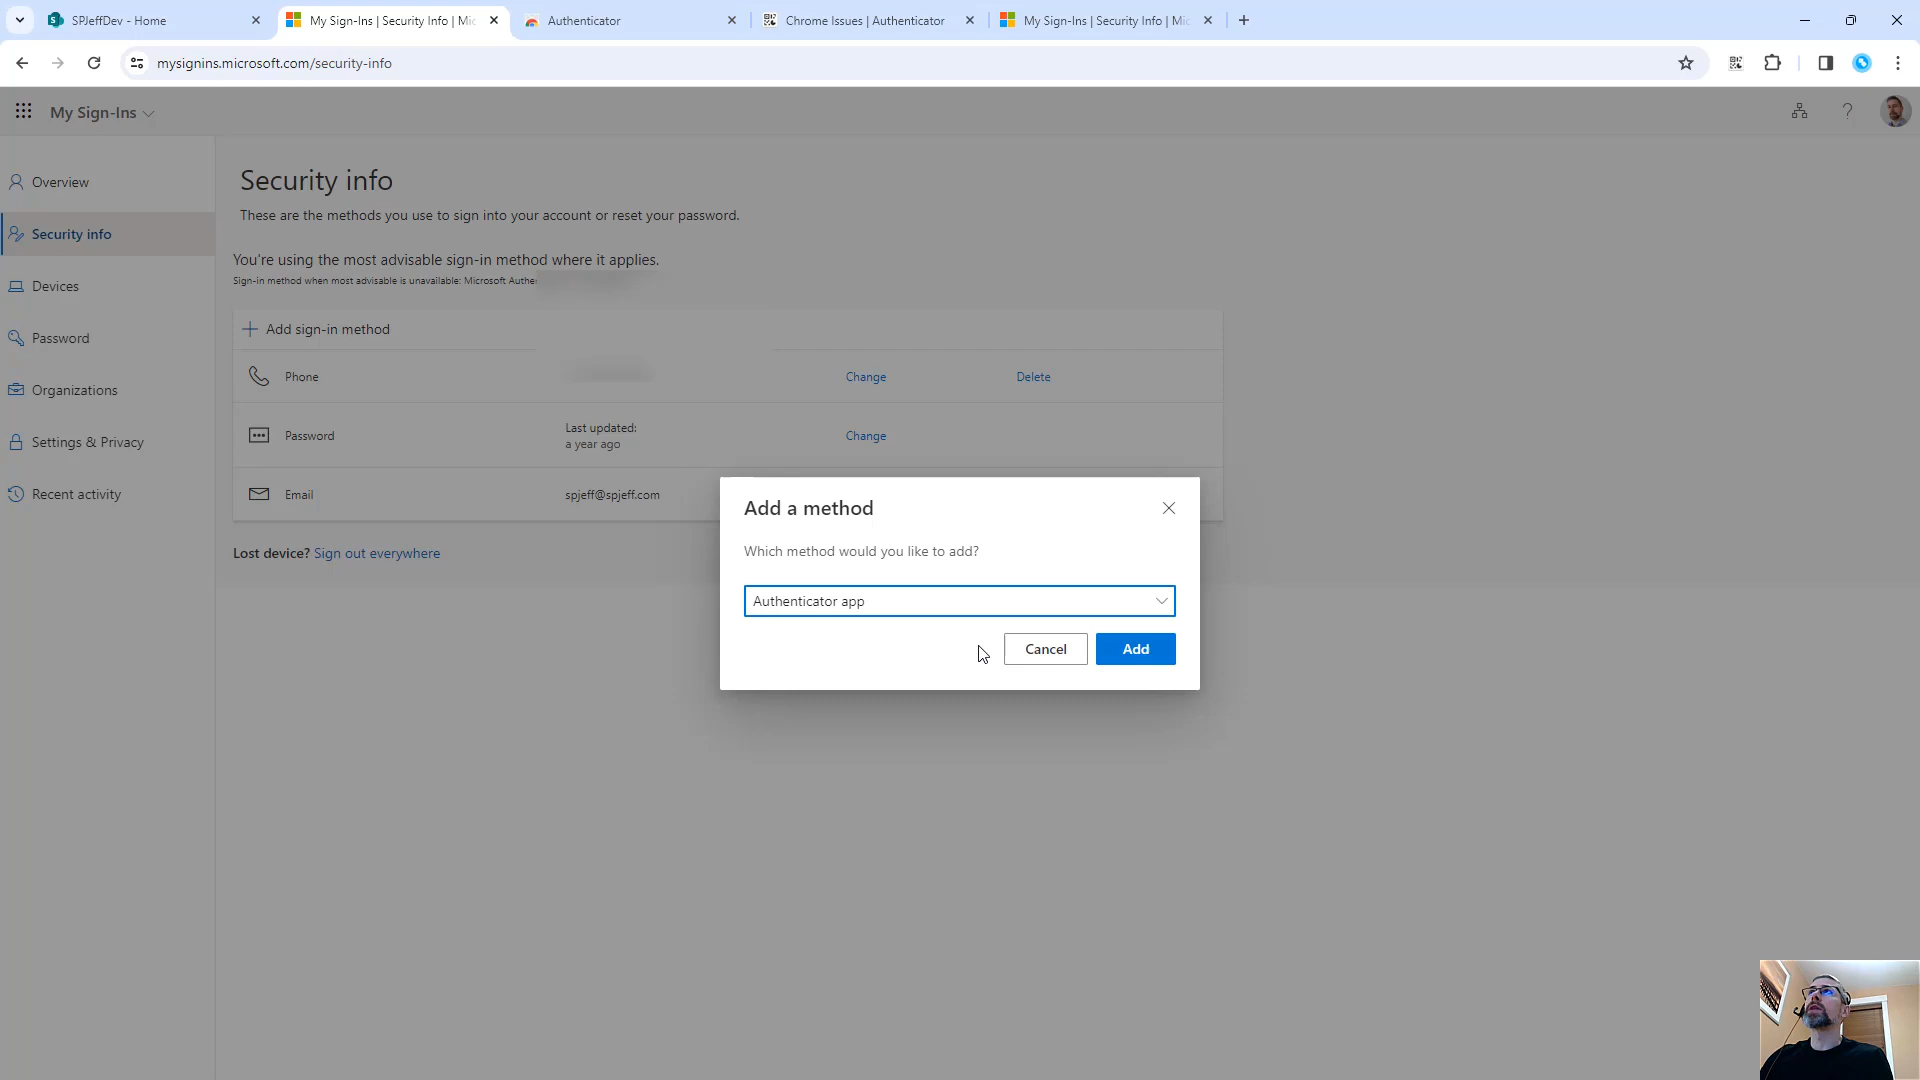 SPJeffDev - Home
My Sign-Ins | Security Info | Mic
Authenticator
Chrome Issues | Authenticator
My Sign-Ins | Security Info | Mic
mysignins.microsoft.com/security-info
My Sign-Ins
Overview
Security info
Devices
Password
Organizations
Settings & Privacy
Recent activity
Security info
These are the methods you use to sign into your account or reset your password.
You're using the most advisable sign-in method where it applies.
Sign-in method when most advisable is unavailable: Microsoft Authe
Add sign-in method
Phone Change Delete
Password Last updated: Change
a year ago
Email spjeff@spjeff.com
Lost device? Sign out everywhere
Add a method
Which method would you like to add?
Authenticator app
Cancel Add